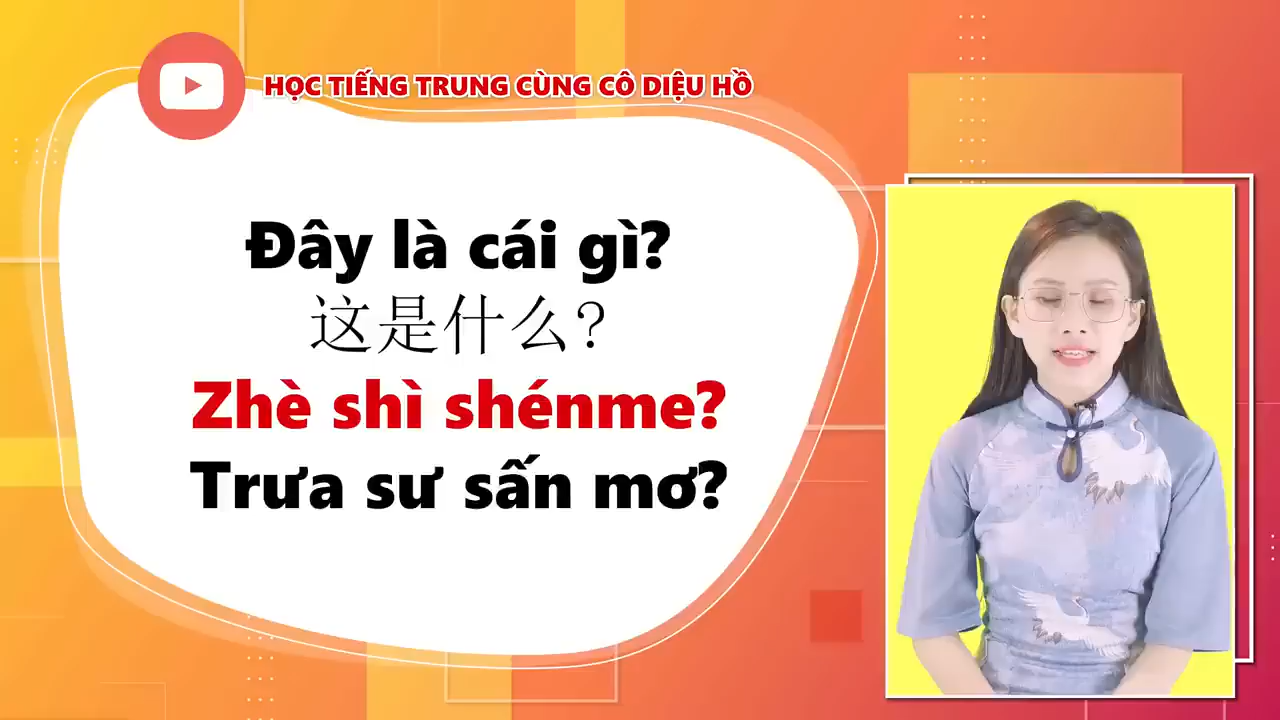 HỌC TIẾNG TRUNG CÙNG CÔ DIỆU HỒ
Đây là cái gì?
这是什么?
Zhè shì shénme?
Trưa sư sấn mơ?